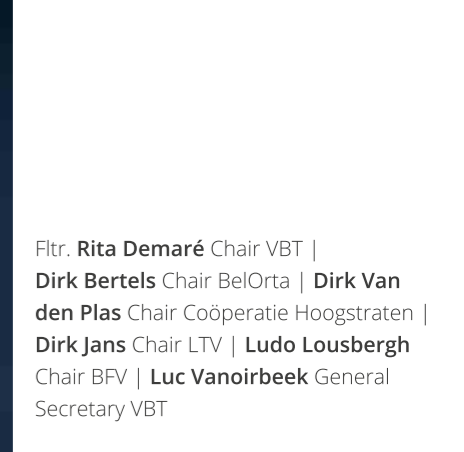 Fltr. Rita Demaré Chair VBT |
Dirk Bertels Chair BelOrta | Dirk Van
den Plas Chair Coöperatie Hoogstraten |
Dirk Jans Chair LTV | Ludo Lousbergh
Chair BFV | Luc Vanoirbeek General
Secretary VBT